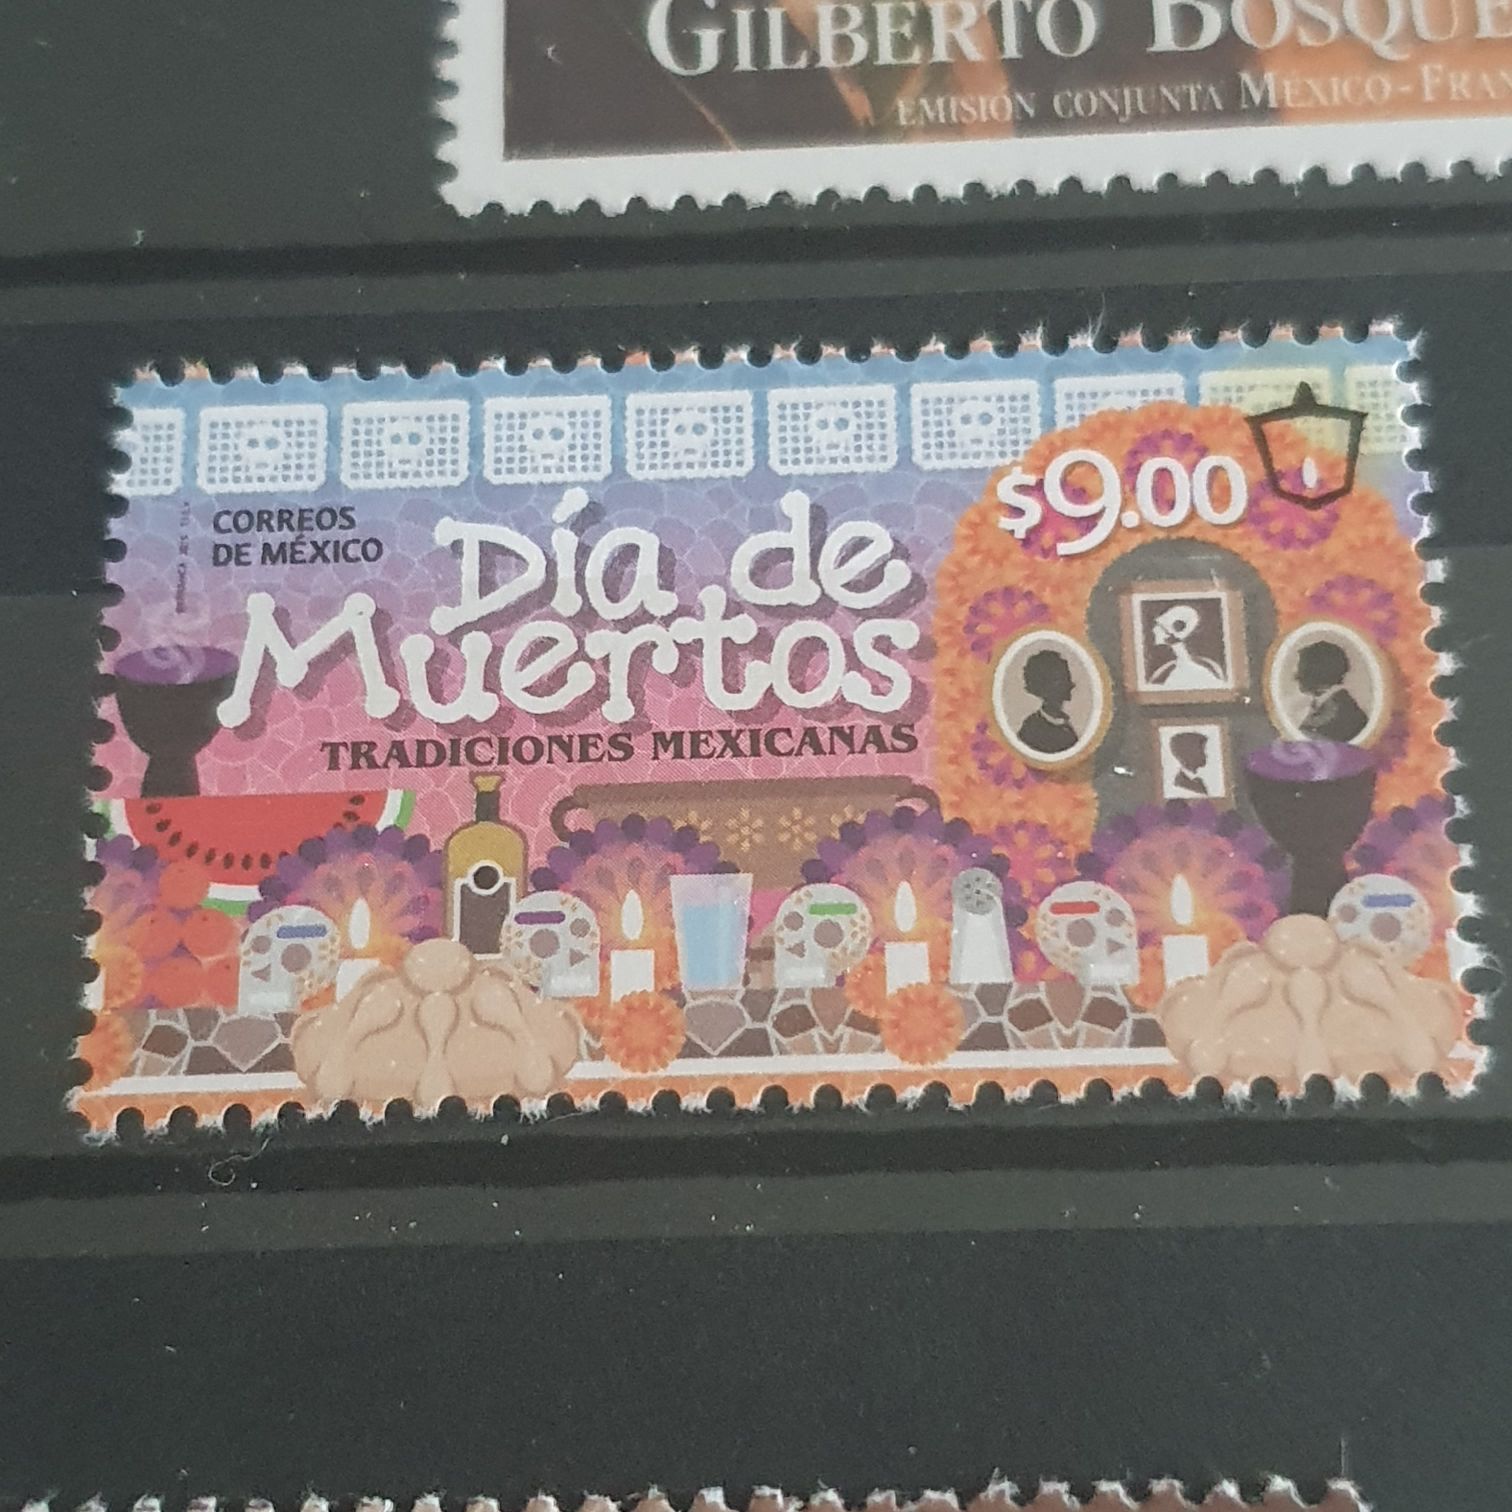 GILBERTO BOSQUE
EMISIÓN CONJUNTA MÉXICO-FRAN
CORREOS
DE MÉXICO
Día de
Muertos
TRADICIONES MEXICANAS
$9.00